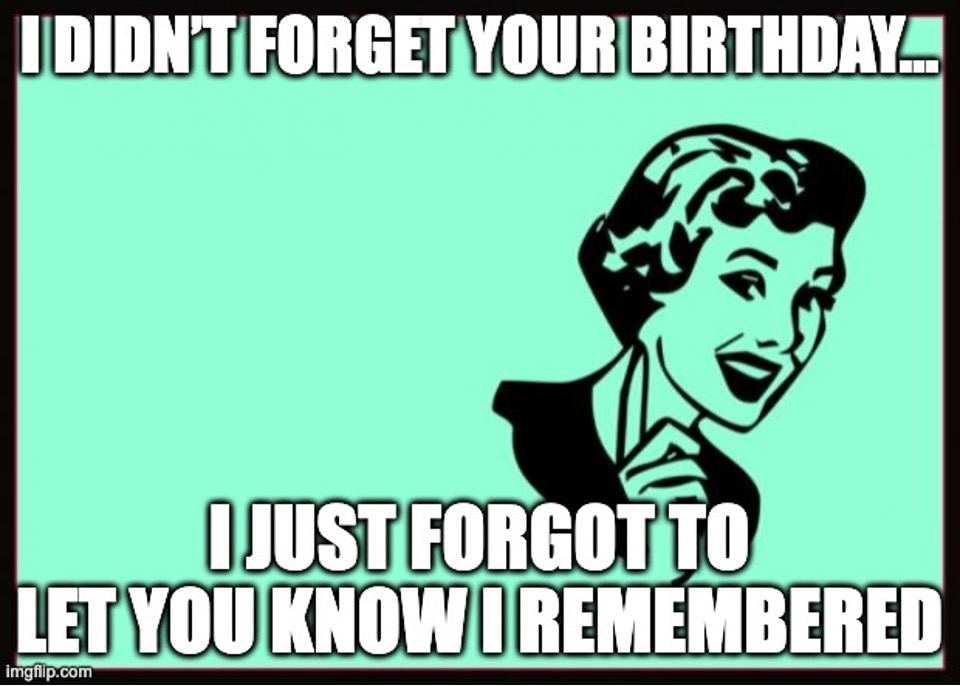 I DIDN’T FORGET YOUR BIRTHDAY...
I JUST FORGOT TO
LET YOU KNOW I REMEMBERED
imgflip.com